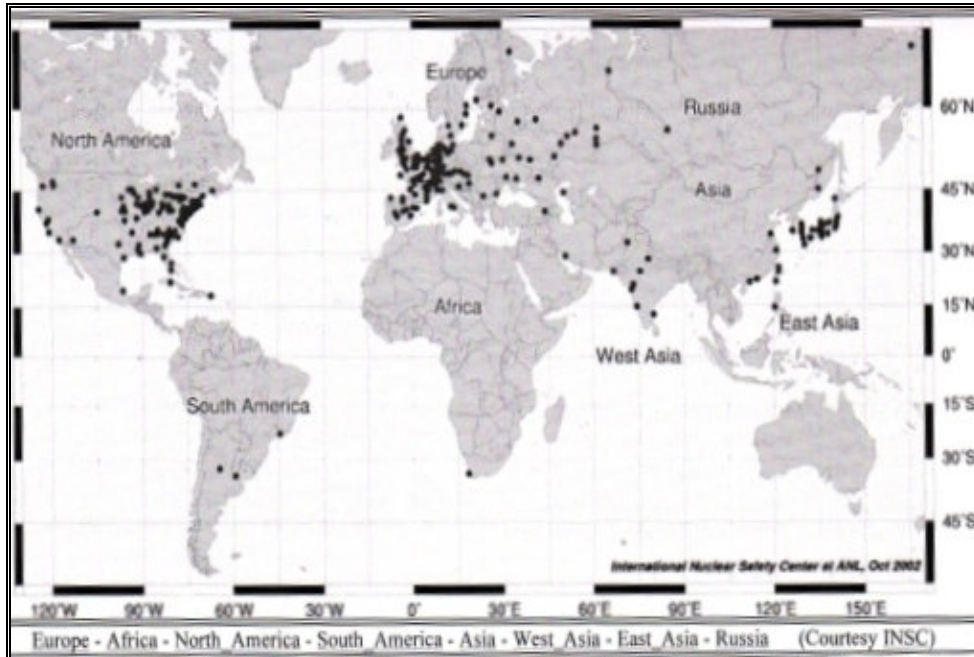 Europe
60°N
Russia
North America
45°N
Asia
30°N
15°N
Africa
East Asia
West Asia
0°
South America
15°S
30°S
45°S
International Nuclear Safety Center at ANL, Oct 2002
120°W 90°W 60°W 30°W 0° 30°E 60°E 90°E 120°E 150°E
Europe - Africa - North_America - South_America - Asia - West_Asia - East_Asia - Russia (Courtesy INSC)